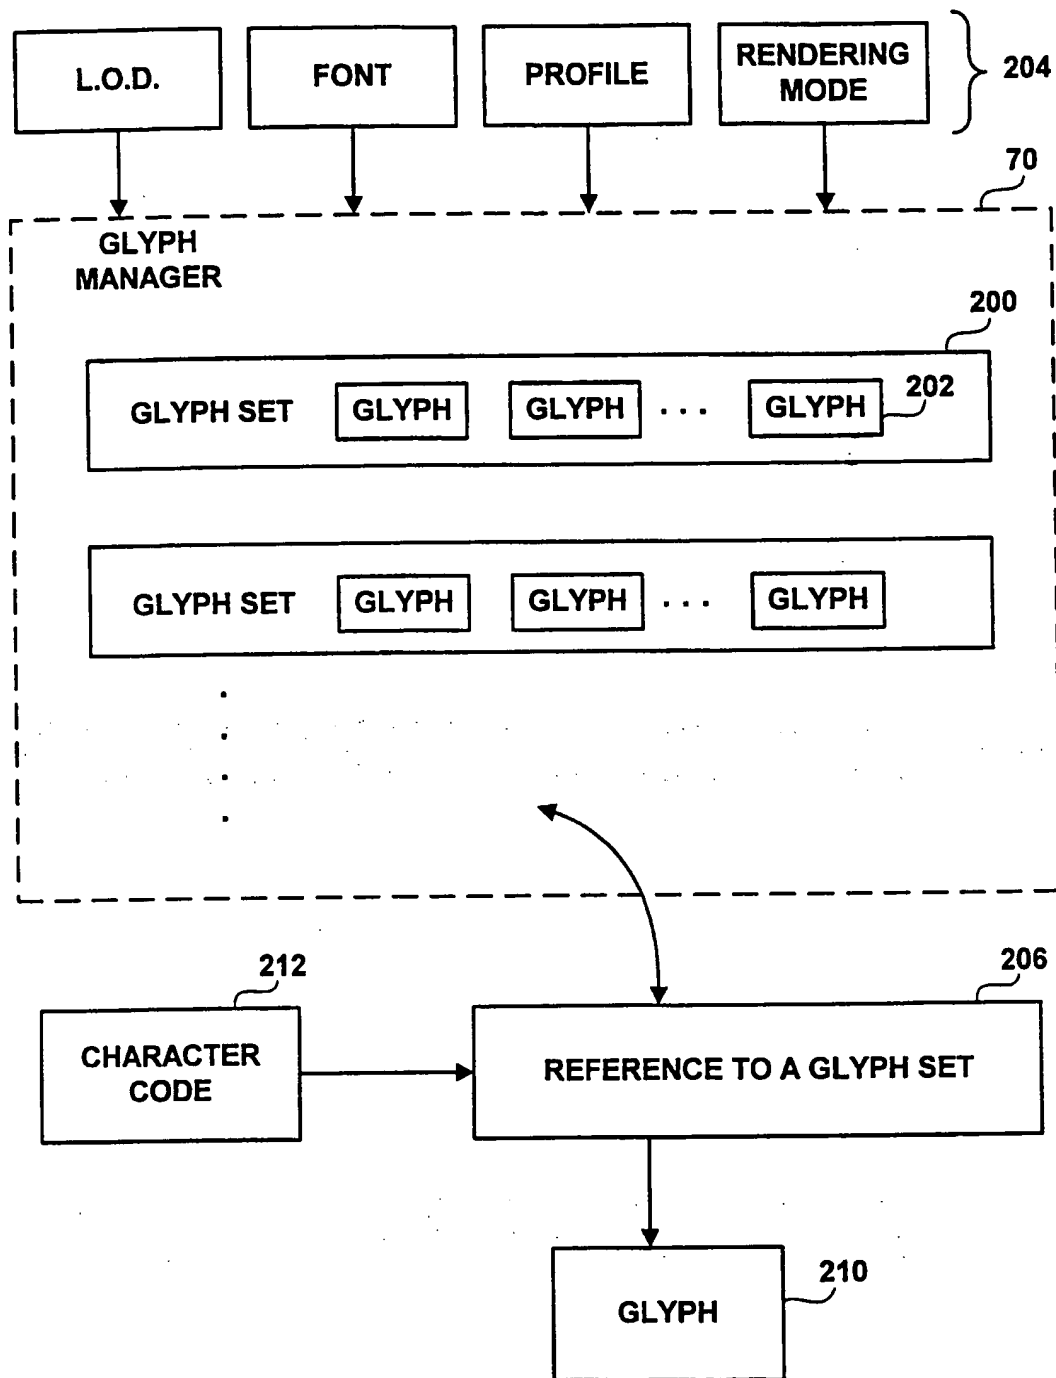 L.O.D.
FONT
PROFILE
RENDERING
MODE
204
70
GLYPH
MANAGER
200
GLYPH SET
GLYPH
GLYPH
. . .
GLYPH
202
GLYPH SET
GLYPH
GLYPH
. . .
GLYPH
212
206
CHARACTER
CODE
REFERENCE TO A GLYPH SET
GLYPH
210